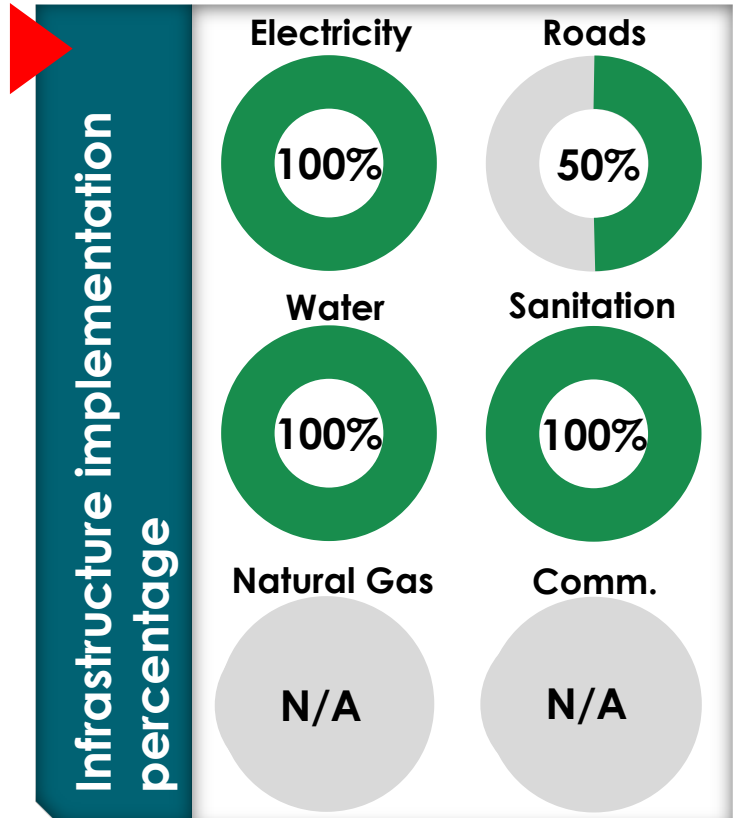 Infrastructure implementation
percentage
Electricity
Roads
100%
50%
Water
Sanitation
100%
100%
Natural Gas
Comm.
N/A
N/A